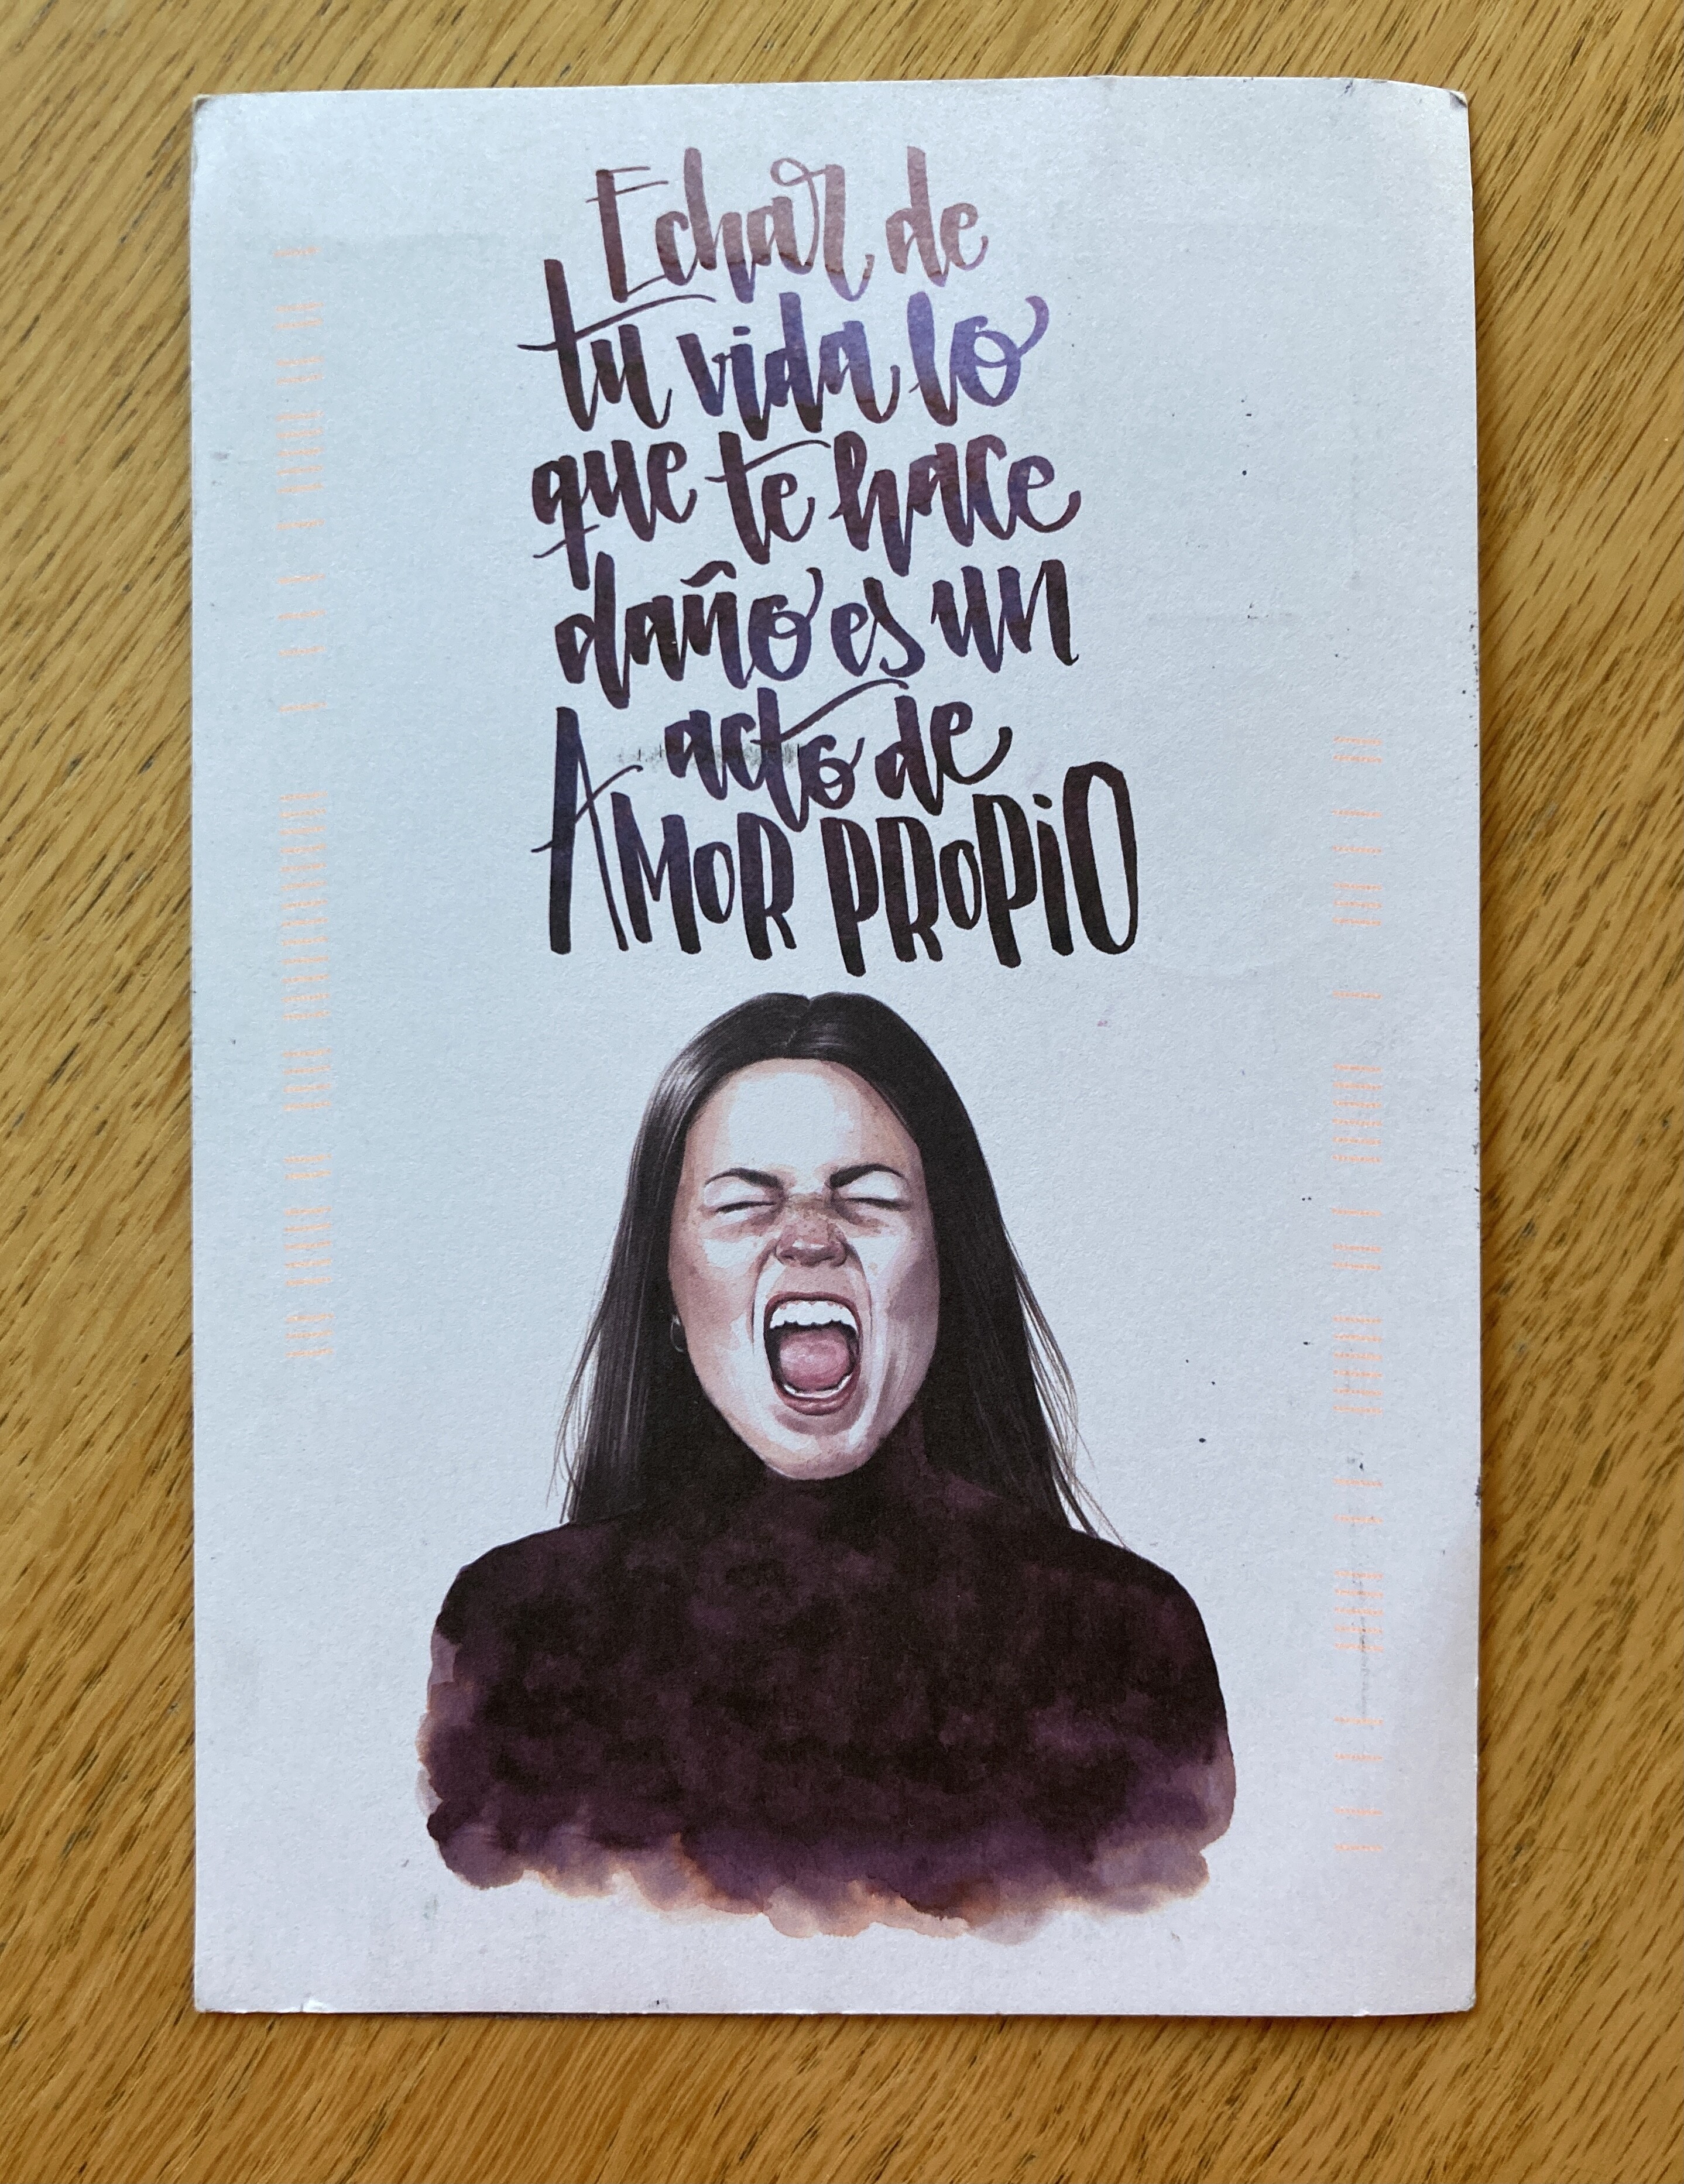 Echar de
tu vida lo
que te hace
daño es un
acto de
AMOR PROPiO